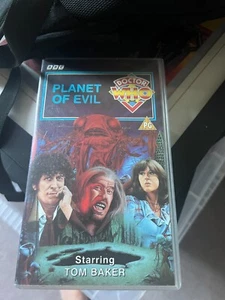 BBC
PLANET
OF EVIL
DOCTOR
WHO
PG
Starring
TOM BAKER